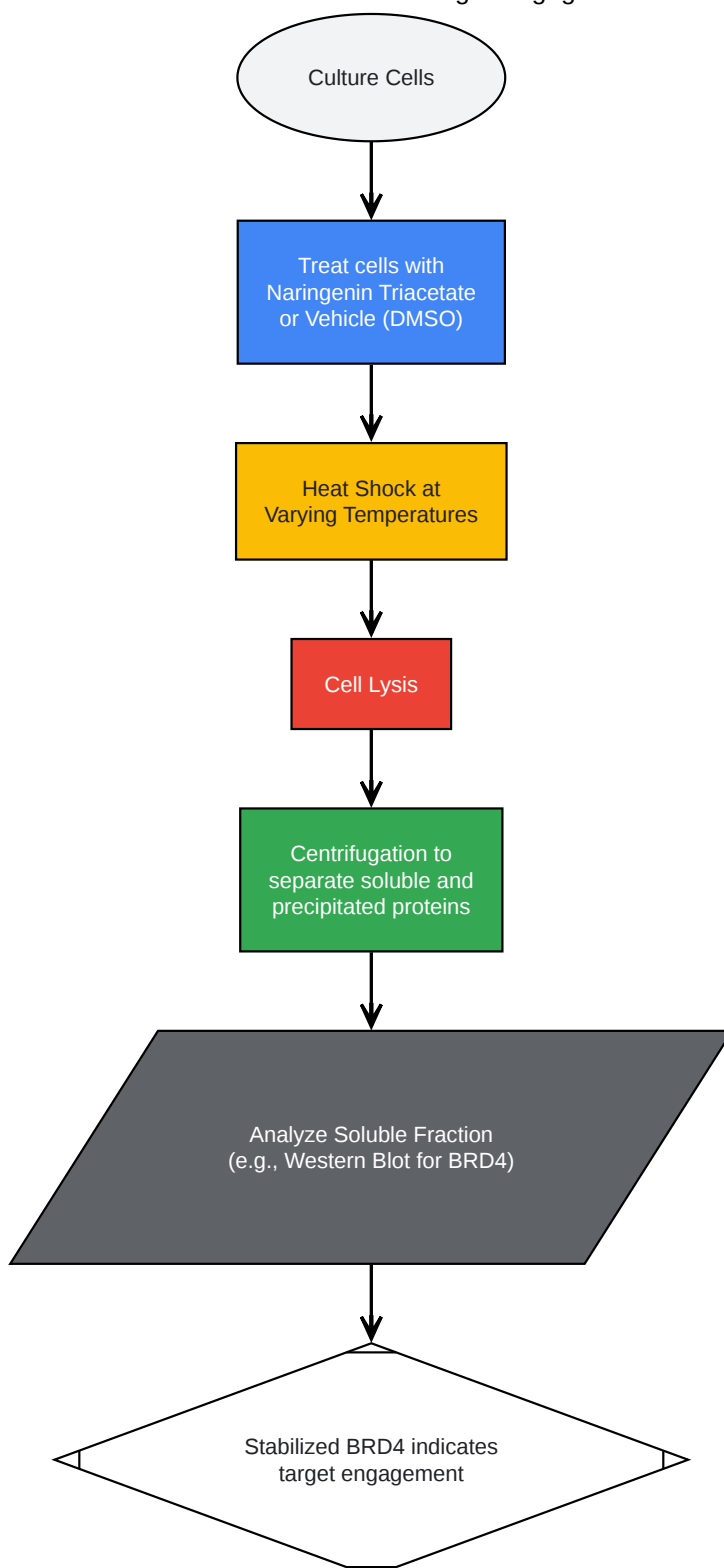 Culture Cells
Treat cells with
Naringenin Triacetate
or Vehicle (DMSO)
Heat Shock at
Varying Temperatures
Cell Lysis
Centrifugation to
separate soluble and
precipitated proteins
Analyze Soluble Fraction
(e.g., Western Blot for BRD4)
Stabilized BRD4 indicates
target engagement